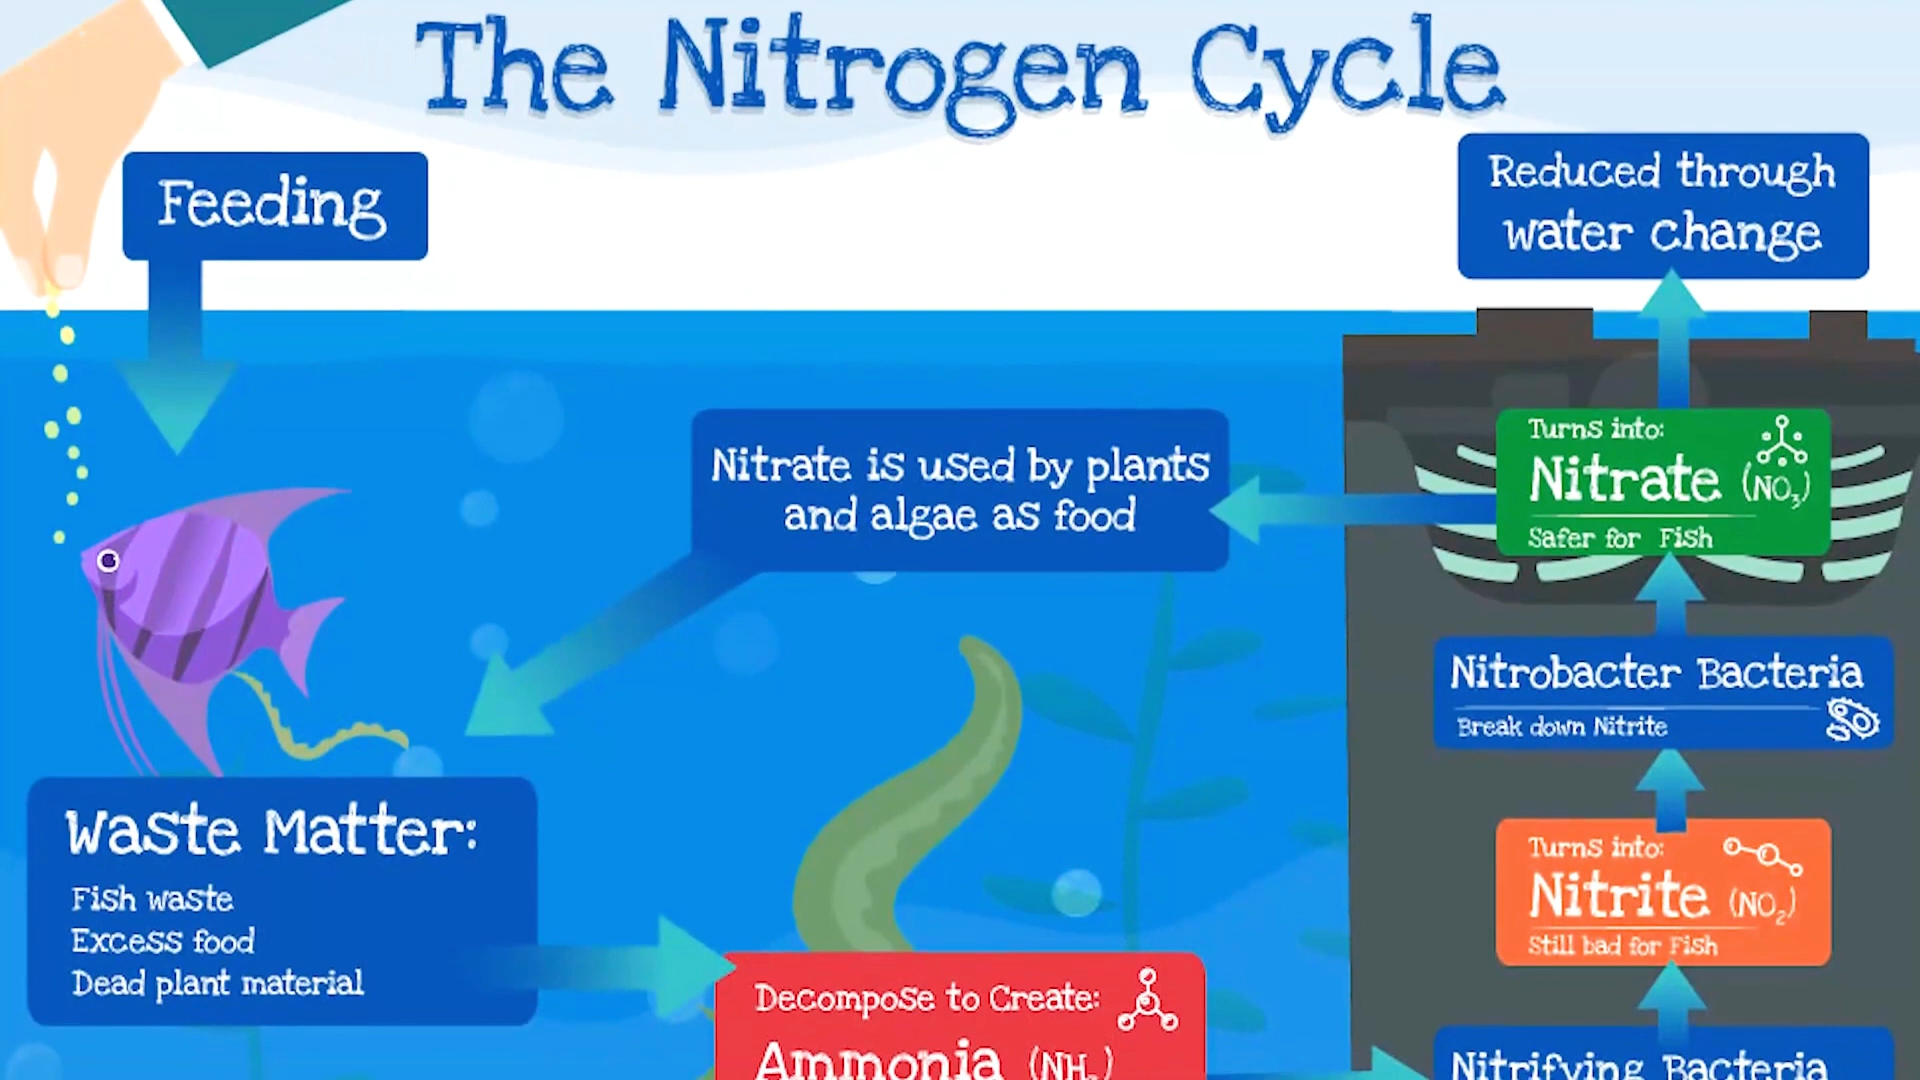 The Nitrogen Cycle
Feeding
Reduced through
water change
Nitrate is used by plants
and algae as food
Turns into:
Nitrate (NO₃)
Safer for Fish
Nitrobacter Bacteria
Break down Nitrite
Turns into:
Nitrite (NO₂)
Still bad for Fish
Nitrifying Bacteria
Waste Matter:
Fish waste
Excess food
Dead plant material
Decompose to Create:
Ammonia (NH₃)